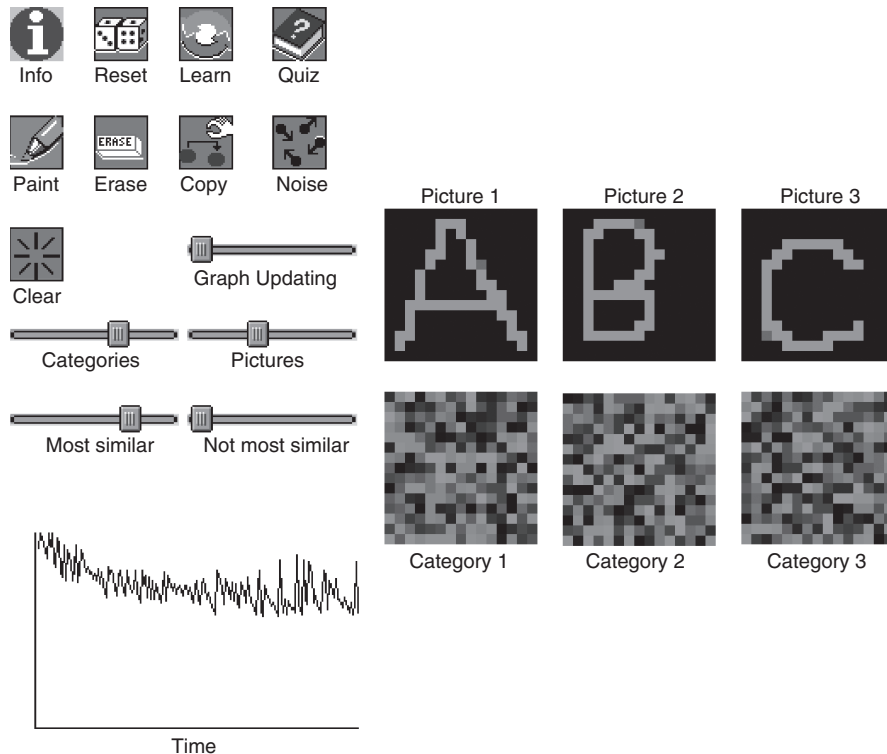 Info Reset Learn Quiz
ERASE
Paint Erase Copy Noise
Picture 1 Picture 2 Picture 3
Clear
Graph Updating
Categories Pictures
Most similar Not most similar
Category 1 Category 2 Category 3
Time